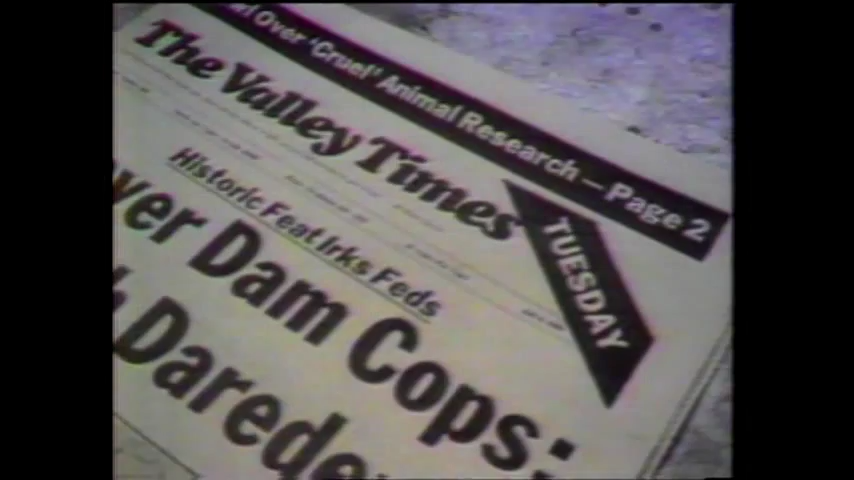 Over 'Cruel' Animal Research — Page 2
The Valley Times
TUESDAY
Historic Feat Irks Feds
ver Dam Cops:
Darede